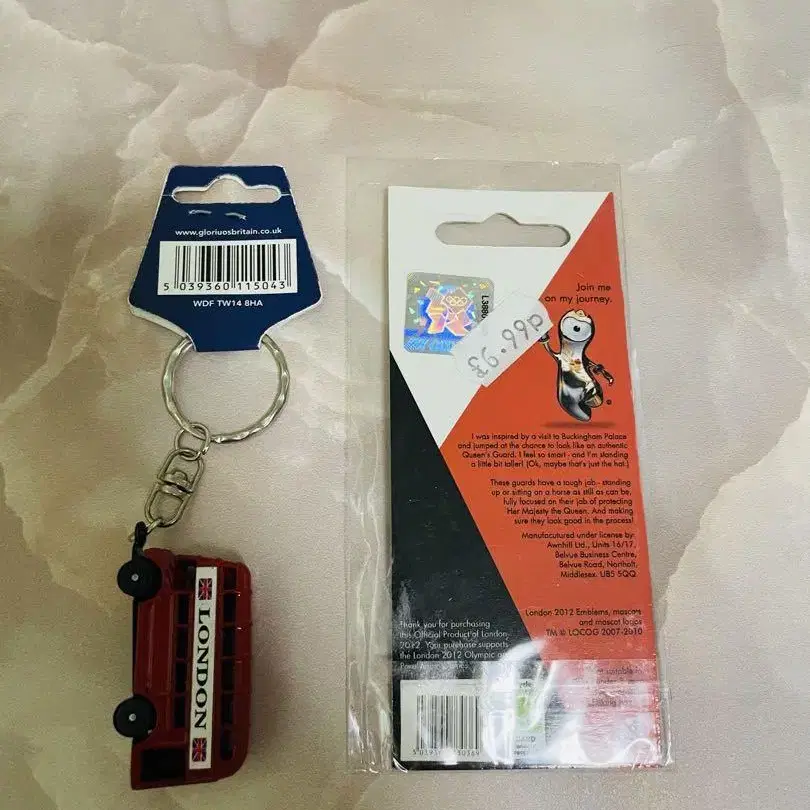 www.gloriuosbritain.co.uk
5 039360 115043
WDF TW14 8HA
LONDON
Join me
on my journey.
£3.99p
I was inspired by a visit to Buckingham Palace
and jumped at the chance to look like an authentic
Queen's Guard. I feel so smart - and I'm standing
a little bit taller! (Ok, maybe that's just the hat.)
These guards have a tough job - standing
up or sitting on a horse as still as can be,
fully focused on their job of protecting
Her Majesty the Queen. And making
sure they look good in the process!
Manufacutured under license by:
Awnhill Ltd., Units 16/17,
Belvue Business Centre,
Belvue Road, Northolt,
Middlesex. UB5 5QQ
London 2012 Emblems, mascots
and mascot logos
TM © LOCOG 2007-2010
Thank you for purchasing
this Official Product of London
2012. Your purchase supports
the London 2012 Olympic